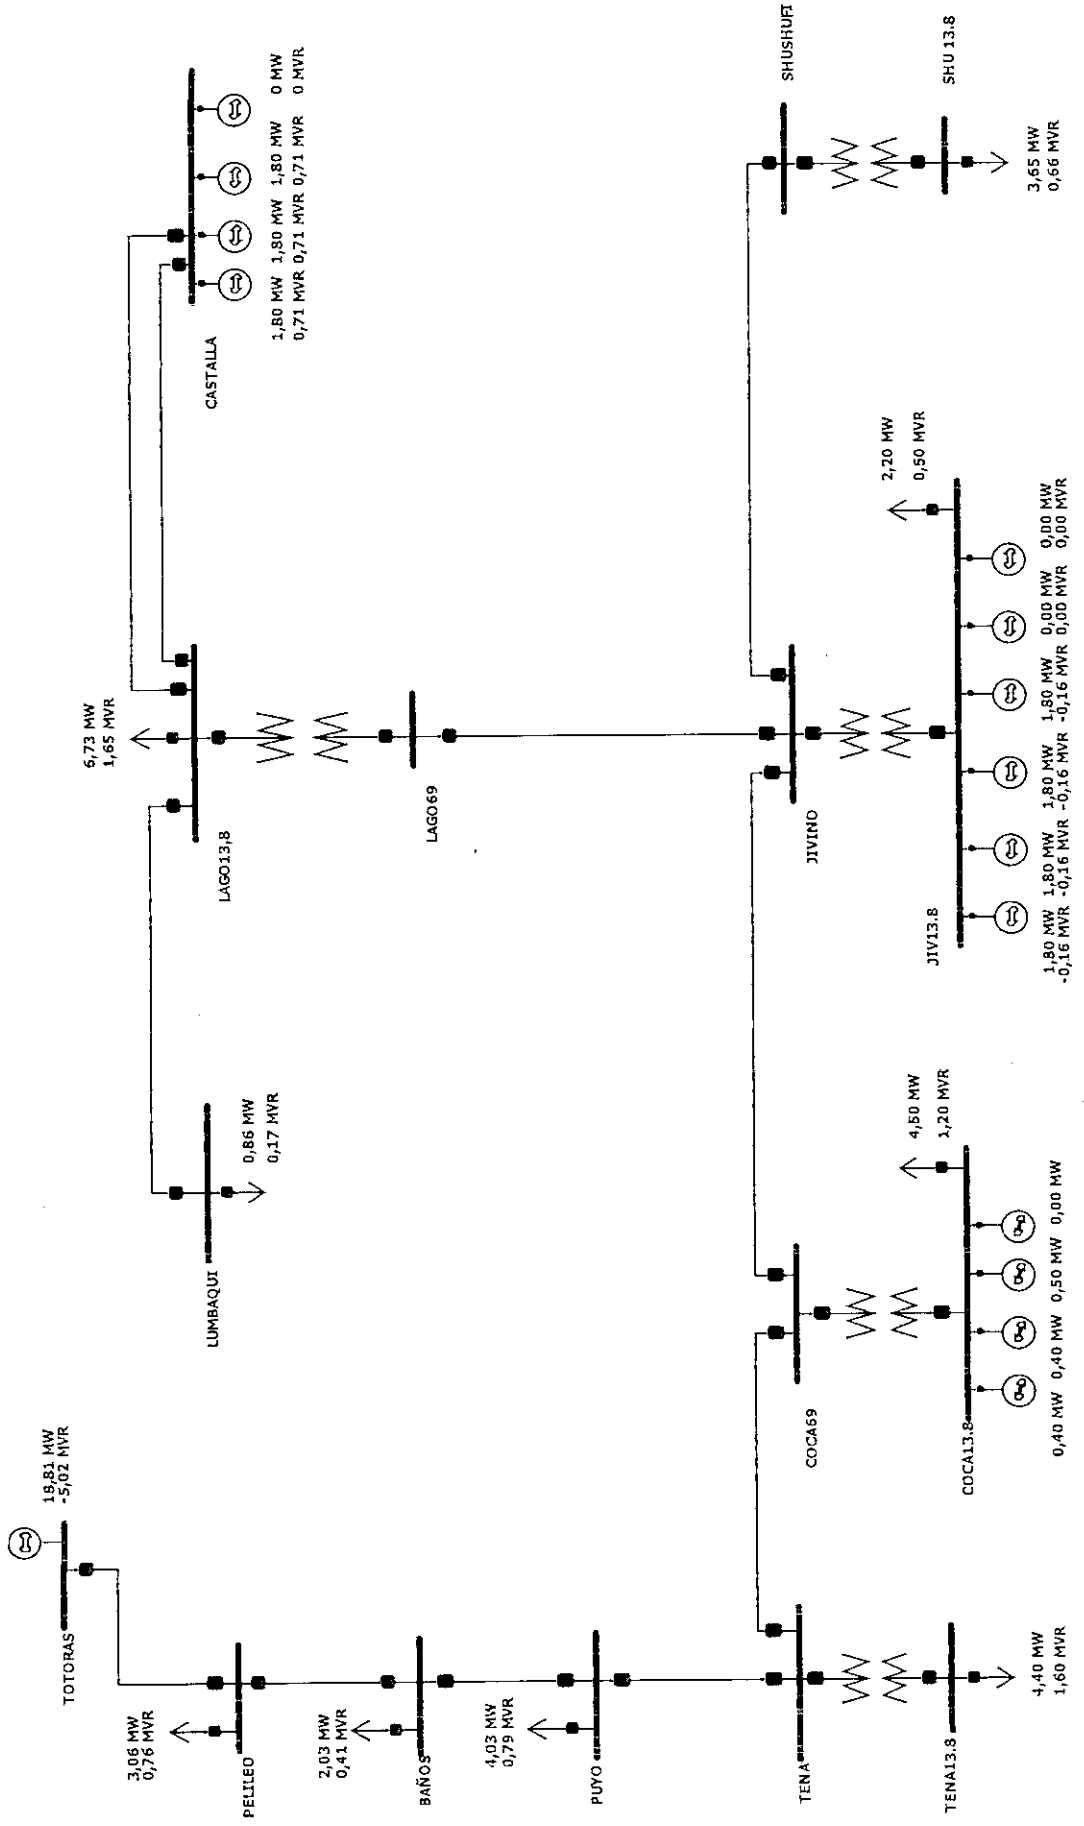 TOTORAS
18,81 MW
-5,02 MVR
3,06 MW
0,76 MVR
PELILEO
2,03 MW
0,41 MVR
BAÑOS
4,03 MW
0,79 MVR
PUYO
TENA
TENA13.8
4,40 MW
1,60 MVR
LUMBAQUI
0,86 MW
0,17 MVR
COCA69
COCA13.8
4,50 MW
1,20 MVR
0,40 MW 0,40 MW 0,50 MW 0,00 MW
6,73 MW
1,65 MVR
LAGO13,8
LAGO69
JIVINO
JIV13.8
2,20 MW
0,50 MVR
1,80 MW 1,80 MW 1,80 MW 1,80 MW 0,00 MW 0,00 MW
-0,16 MVR -0,16 MVR -0,16 MVR -0,16 MVR 0,00 MVR 0,00 MVR
CASTALLA
1,80 MW 1,80 MW 1,80 MW 0 MW
0,71 MVR 0,71 MVR 0,71 MVR 0 MVR
SHUSHUFI
SHU 13.8
3,65 MW
0,66 MVR